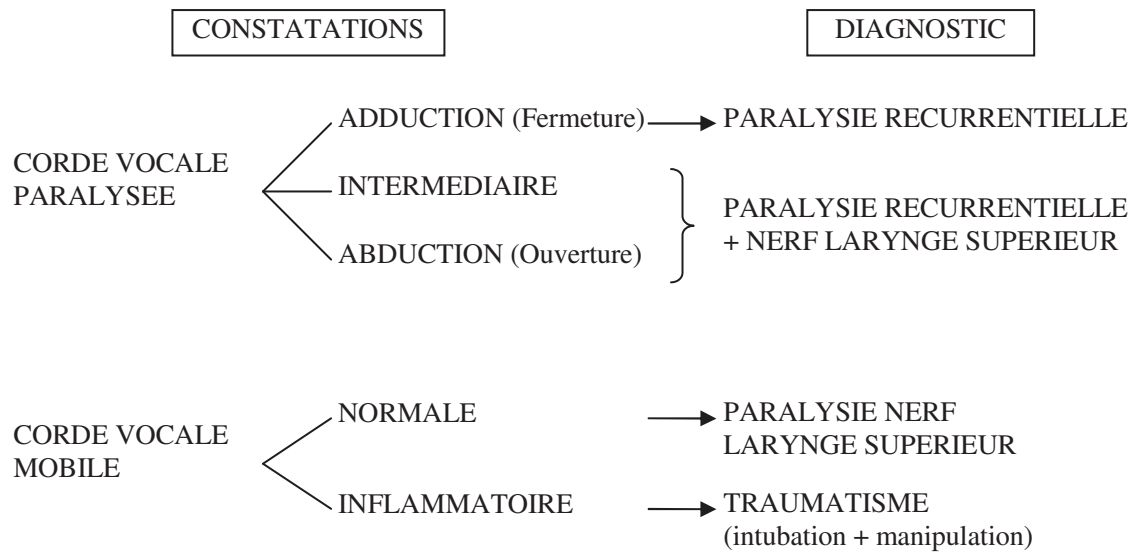 CONSTATATIONS
DIAGNOSTIC
ADDUCTION (Fermeture)
PARALYSIE RECURRENTIELLE
CORDE VOCALE
PARALYSEE
INTERMEDIAIRE
PARALYSIE RECURRENTIELLE
+ NERF LARYNGE SUPERIEUR
ABDUCTION (Ouverture)
NORMALE
PARALYSIE NERF
LARYNGE SUPERIEUR
CORDE VOCALE
MOBILE
INFLAMMATOIRE
TRAUMATISME
(intubation + manipulation)